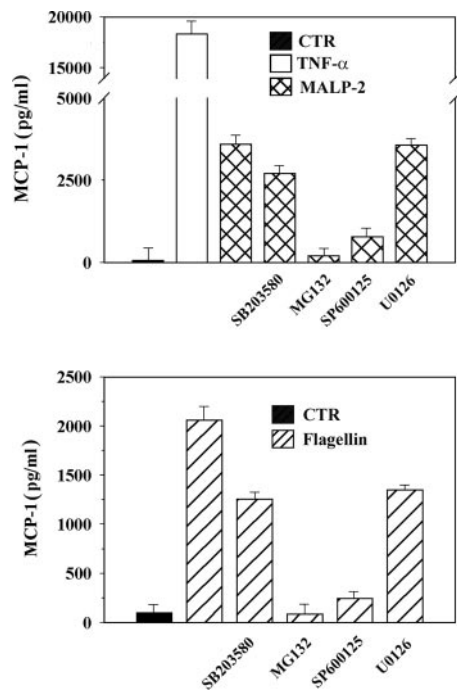 20000
15000
5000
2500
0
MCP-1 (pg/ml)
CTR
TNF-α
MALP-2
SB203580
MG132
SP600125
U0126
2500
2000
1500
1000
500
0
MCP-1 (pg/ml)
CTR
Flagellin
SB203580
MG132
SP600125
U0126